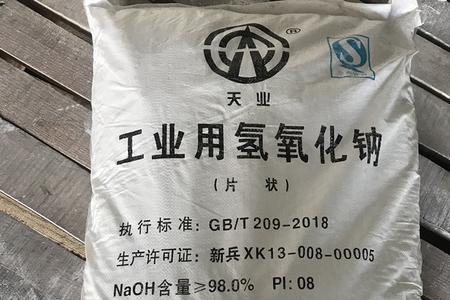 ®
天业
工业用氢氧化钠
(片状)
执行标准: GB/T 209-2018
生产许可证: 新兵 XK13-008-00005
NaOH含量≥98.0% PI: 08